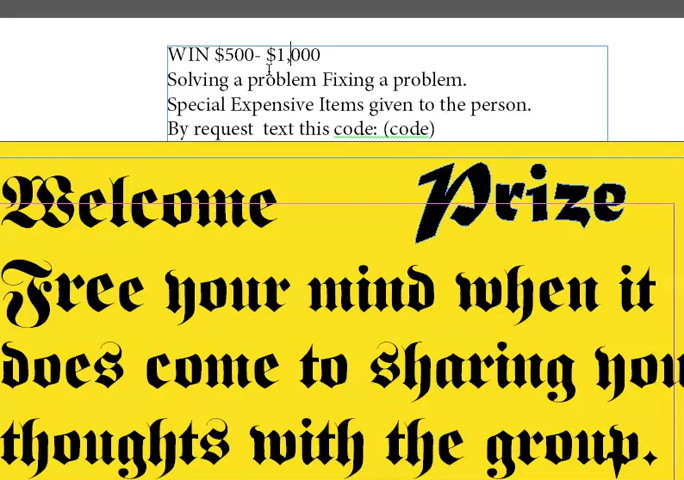 WIN $500- $1,000
Solving a problem Fixing a problem.
Special Expensive Items given to the person.
By request  text this code: (code)
Welcome
Prize
Free your mind when it
does come to sharing you
thoughts with the group.